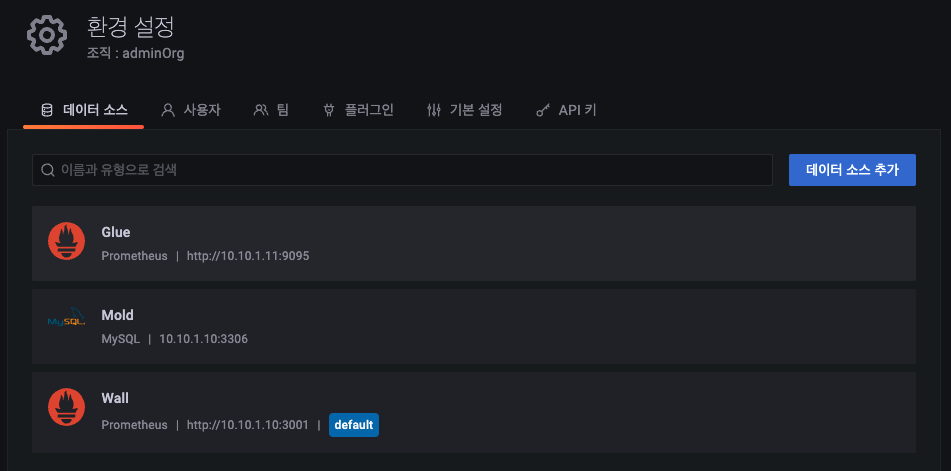 환경 설정
조직 : adminOrg
데이터 소스 사용자 팀 플러그인 기본 설정 API 키
이름과 유형으로 검색 데이터 소스 추가
Glue
Prometheus | http://10.10.1.11:9095
MySQL
Mold
MySQL | 10.10.1.10:3306
Wall
Prometheus | http://10.10.1.10:3001 | default